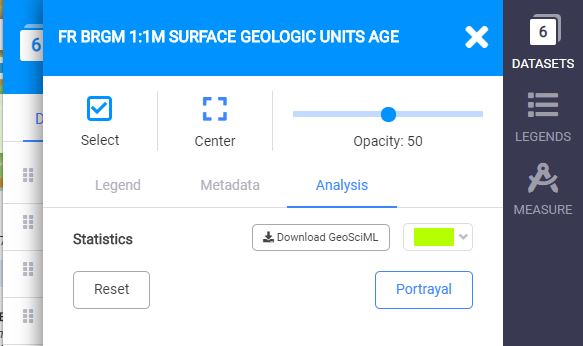 FR BRGM 1:1M SURFACE GEOLOGIC UNITS AGE
6
6
DATASETS
Select
Center
Opacity: 50
LEGENDS
D
Legend
Metadata
Analysis
MEASURE
Statistics
Download GeoSciML
Reset
Portrayal